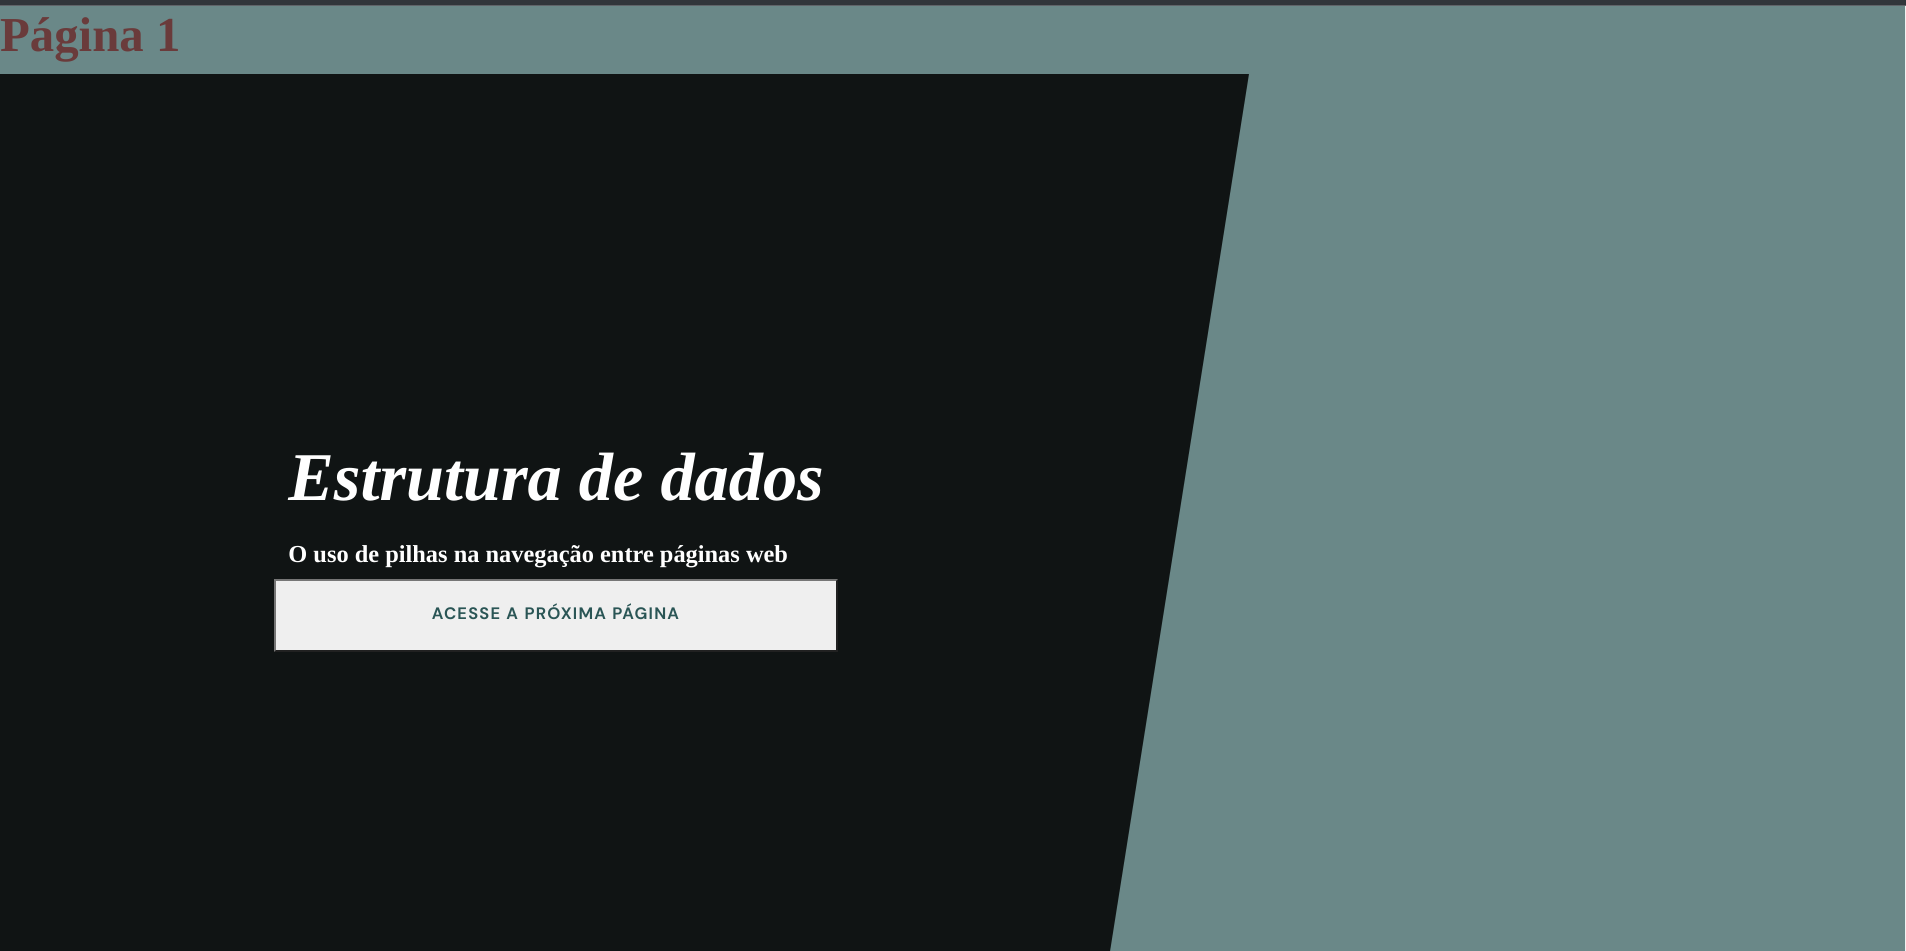 Página 1
Estrutura de dados
O uso de pilhas na navegação entre páginas web
ACESSE A PRÓXIMA PÁGINA